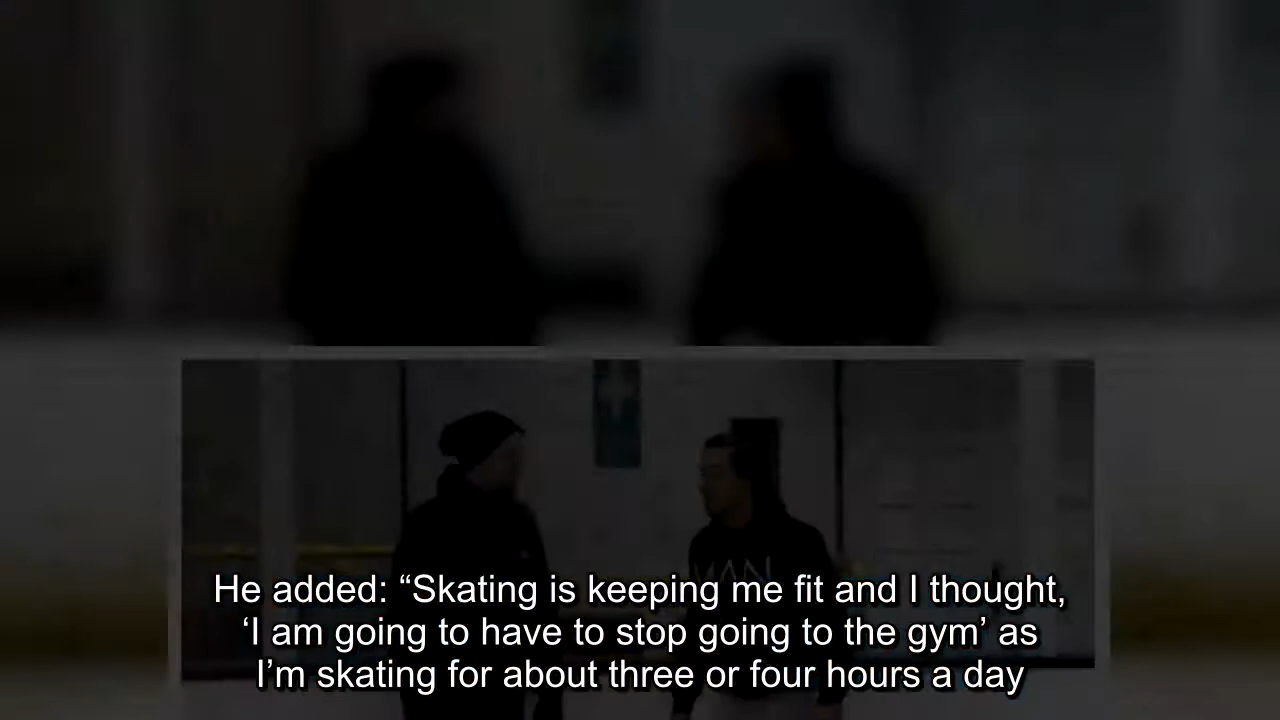 He added: “Skating is keeping me fit and I thought,
‘I am going to have to stop going to the gym’ as
I’m skating for about three or four hours a day